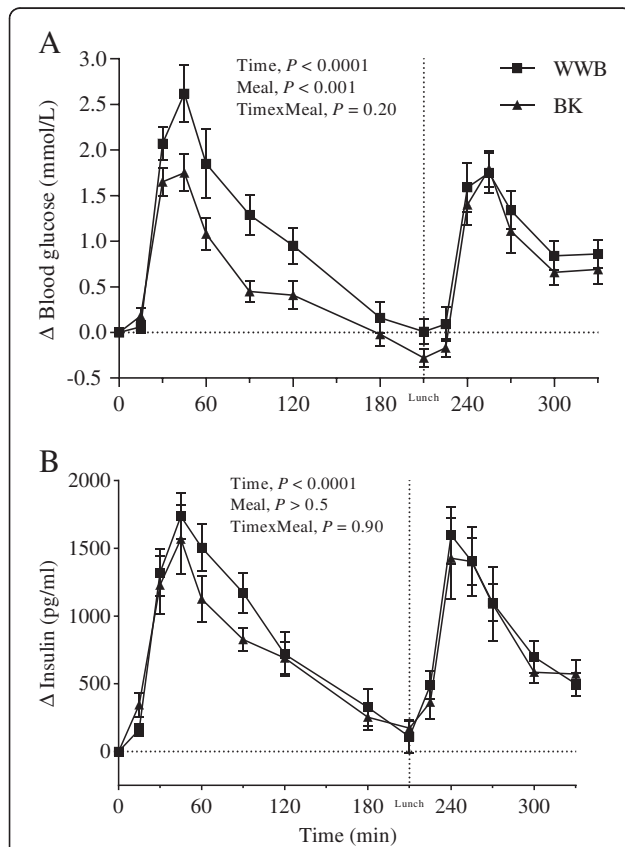 A
3.0
2.5
2.0
1.5
1.0
0.5
0.0
-0.5
Δ Blood glucose (mmol/L)
Time, P < 0.0001
Meal, P < 0.001
TimexMeal, P = 0.20
WWB
BK
0 60 120 180 Lunch 240 300
B
2000
1500
1000
500
0
Δ Insulin (pg/ml)
Time, P < 0.0001
Meal, P > 0.5
TimexMeal, P = 0.90
0 60 120 180 Lunch 240 300
Time (min)